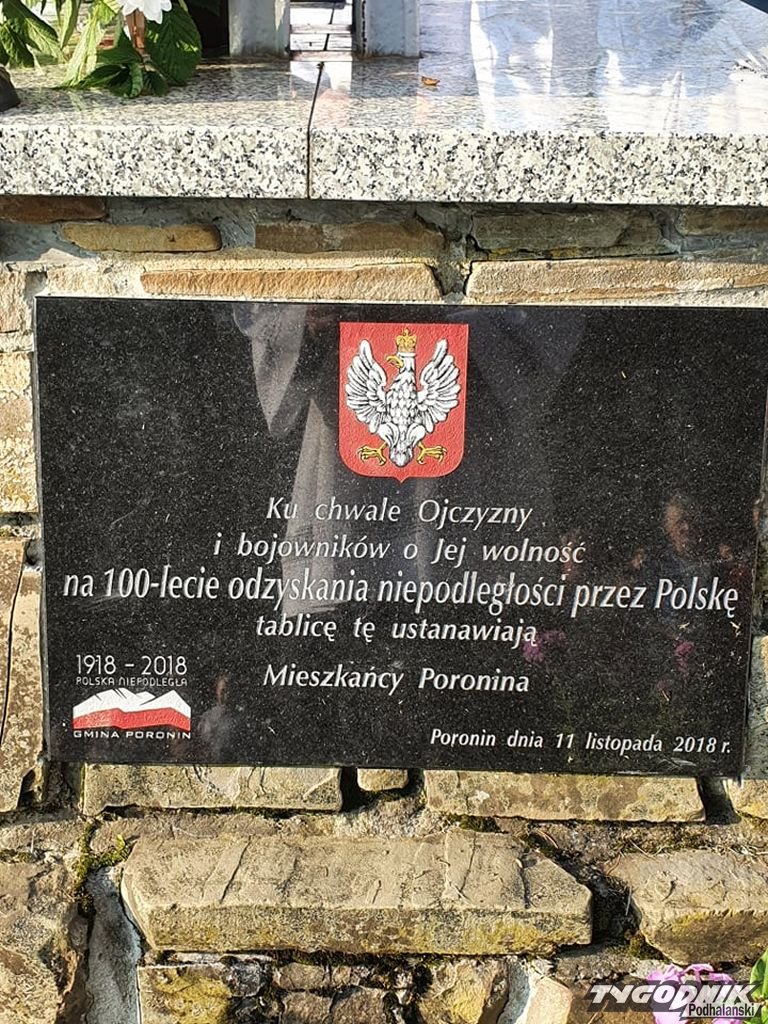 Ku chwale Ojczyzny
i bojowników o Jej wolność
na 100-lecie odzyskania niepodległości przez Polskę
tablicę tę ustanawiają
Mieszkańcy Poronina
1918 - 2018
POLSKA NIEPODLEGŁA
GMINA PORONIN
Poronin dnia 11 listopada 2018 r.
TYGODNIK
Podhalański